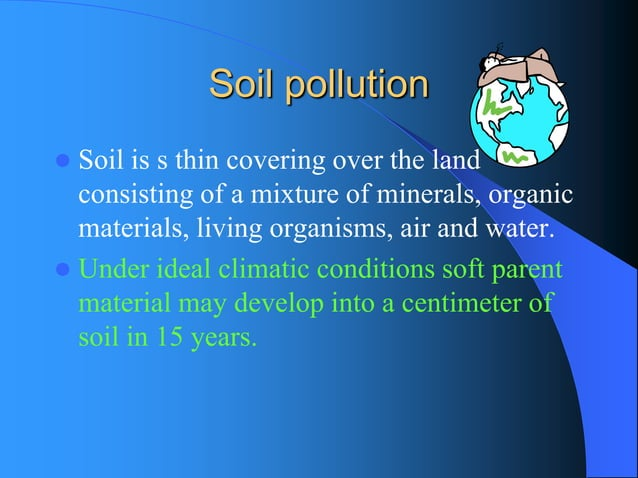 Soil pollution
Soil is s thin covering over the land
consisting of a mixture of minerals, organic
materials, living organisms, air and water.
Under ideal climatic conditions soft parent
material may develop into a centimeter of
soil in 15 years.